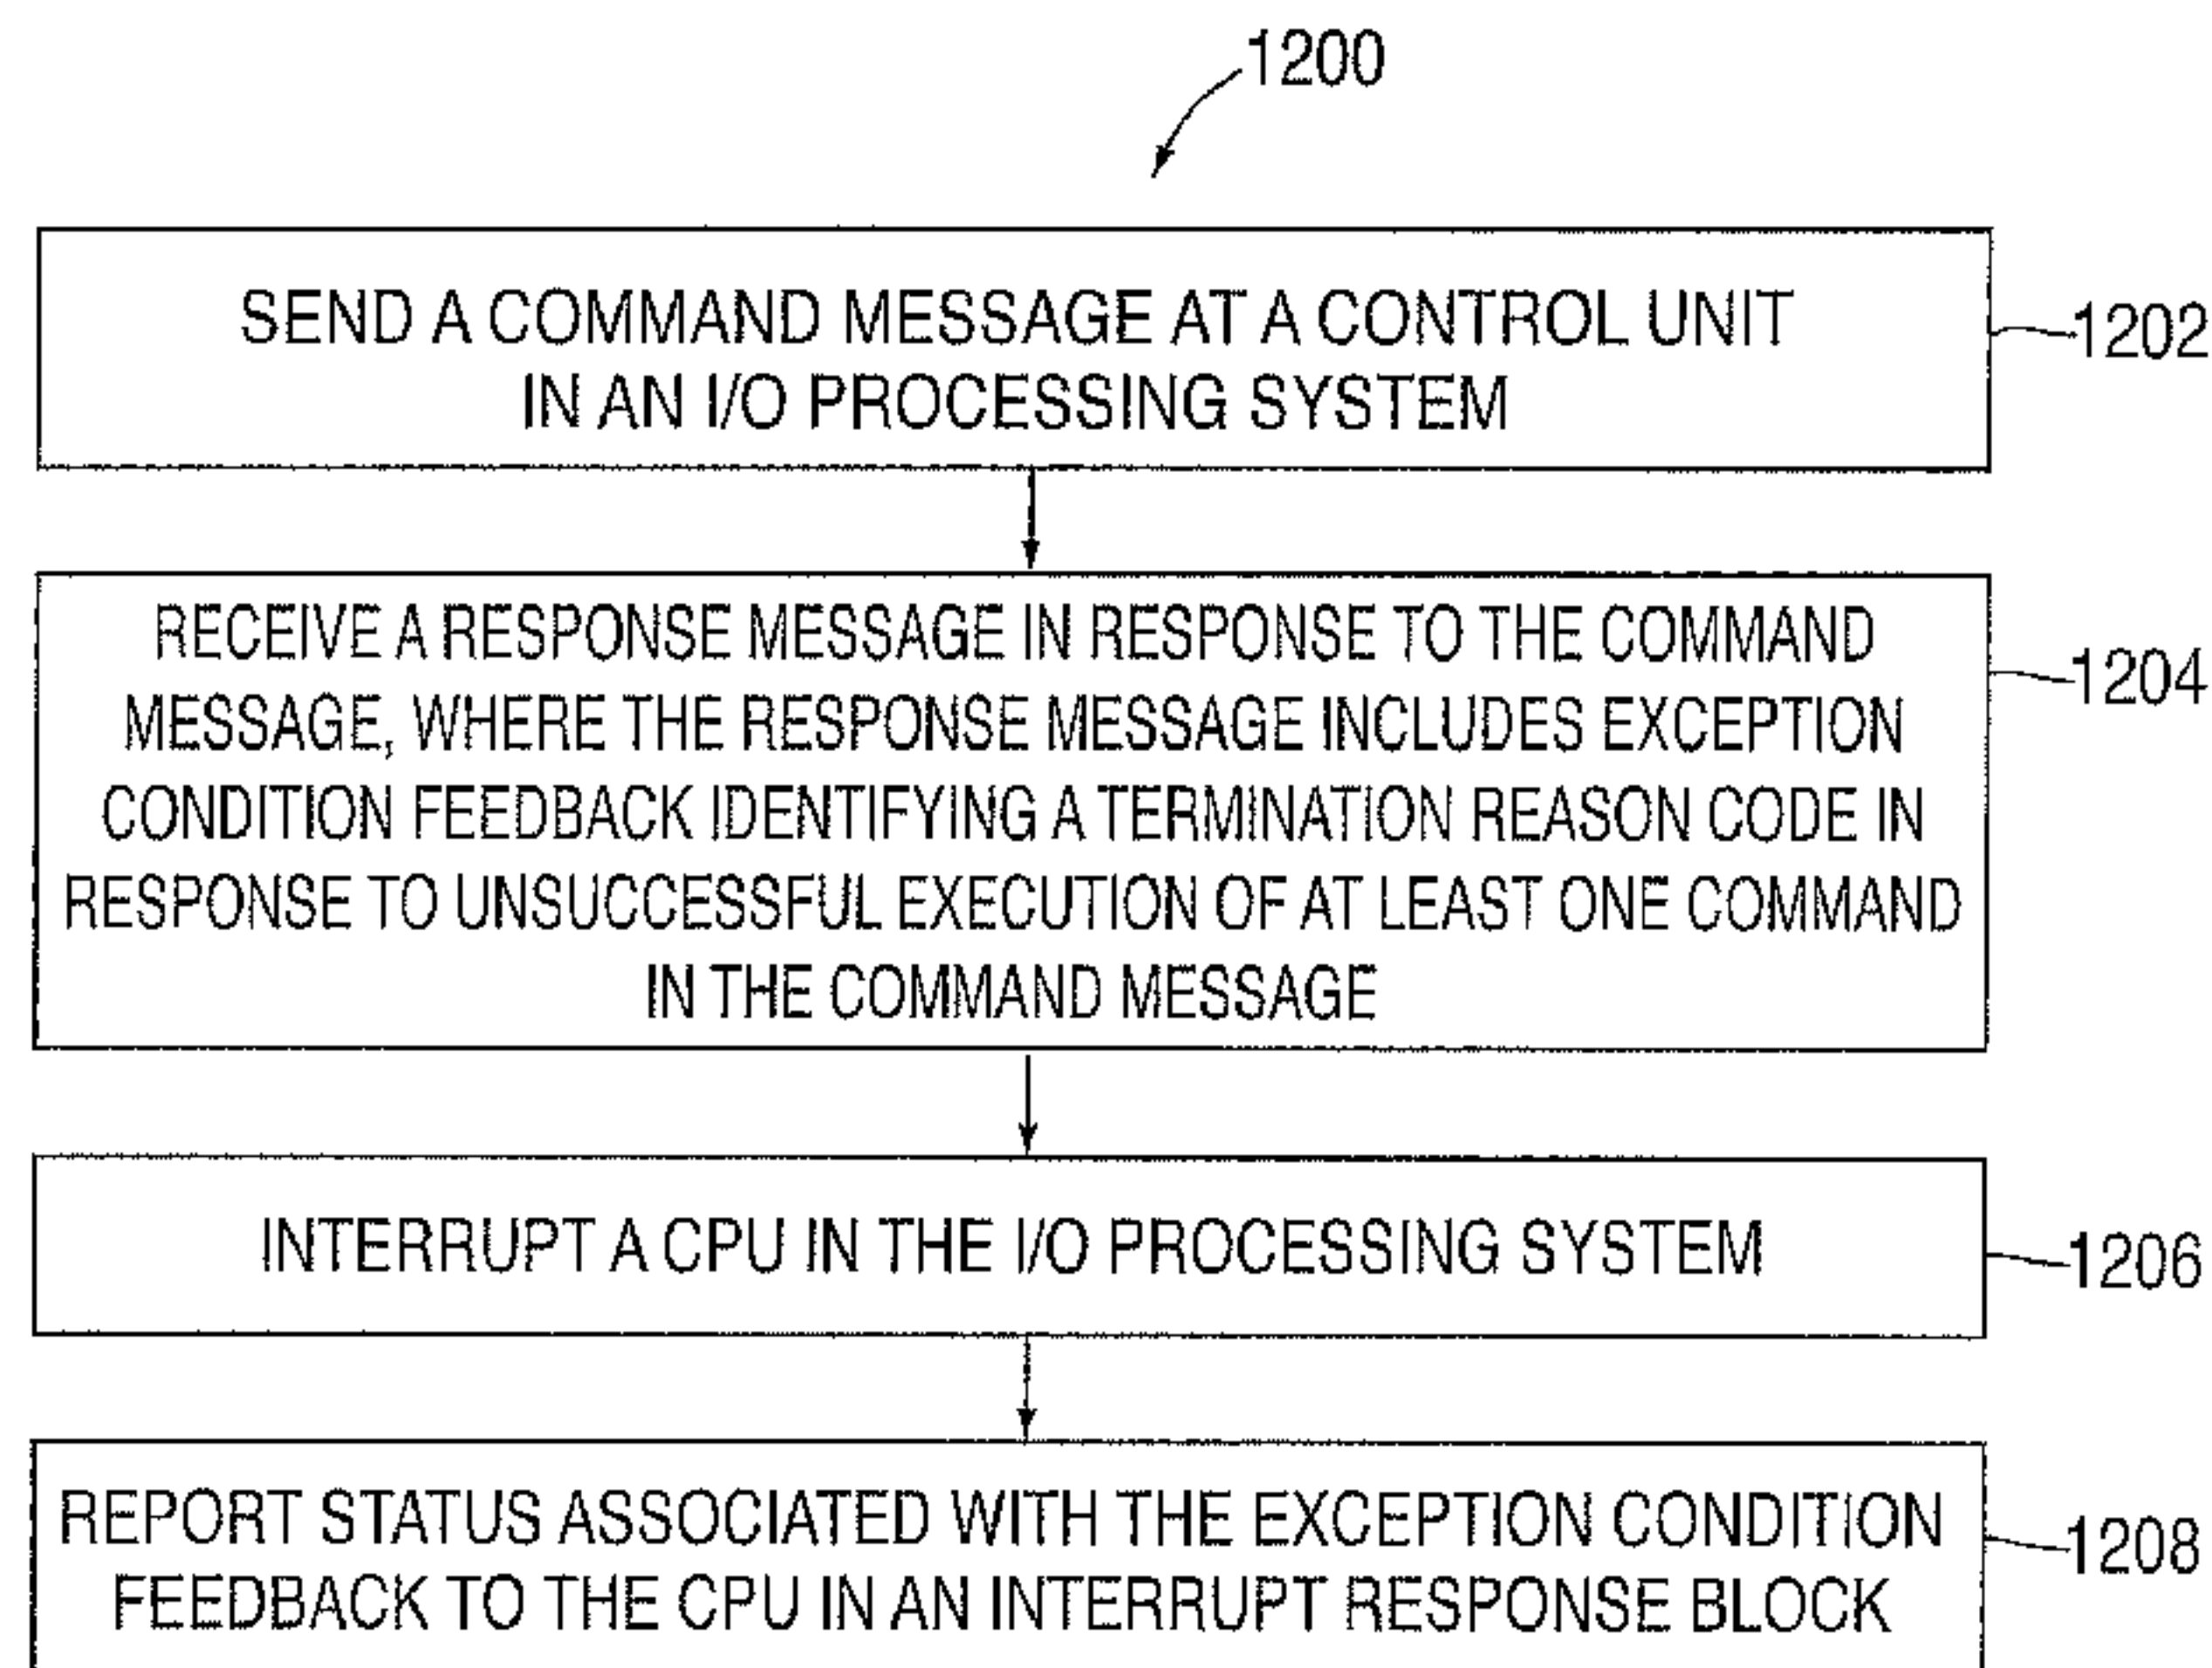 1200
SEND A COMMAND MESSAGE AT A CONTROL UNIT
IN AN I/O PROCESSING SYSTEM
1202
RECEIVE A RESPONSE MESSAGE IN RESPONSE TO THE COMMAND
MESSAGE, WHERE THE RESPONSE MESSAGE INCLUDES EXCEPTION
CONDITION FEEDBACK IDENTIFYING A TERMINATION REASON CODE IN
RESPONSE TO UNSUCCESSFUL EXECUTION OF AT LEAST ONE COMMAND
IN THE COMMAND MESSAGE
1204
INTERRUPT A CPU IN THE I/O PROCESSING SYSTEM
1206
REPORT STATUS ASSOCIATED WITH THE EXCEPTION CONDITION
FEEDBACK TO THE CPU IN AN INTERRUPT RESPONSE BLOCK
1208